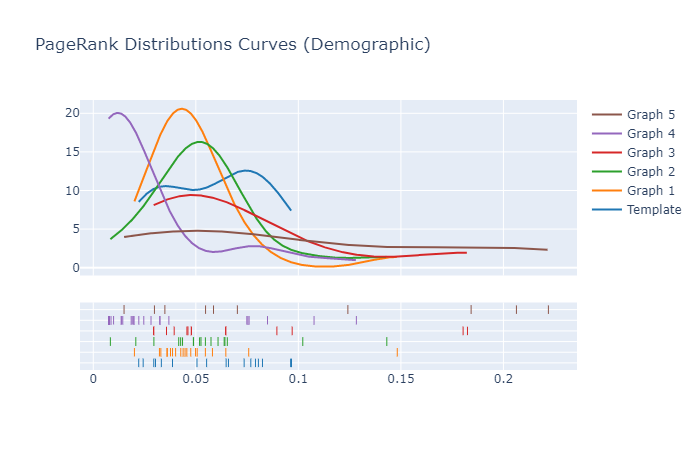 PageRank Distributions Curves (Demographic)
20
15
10
5
0
Graph 5
Graph 4
Graph 3
Graph 2
Graph 1
Template
0 0.05 0.1 0.15 0.2